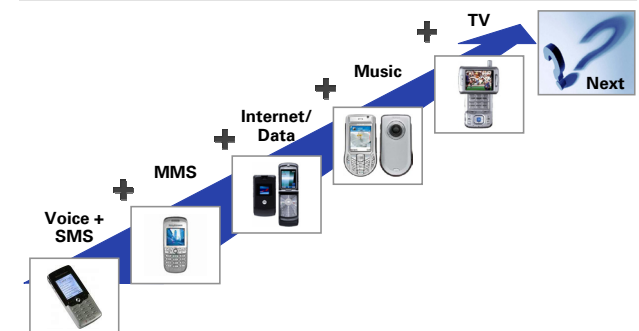 Voice +
SMS
+
MMS
+
Internet/
Data
+
Music
+
TV
Next